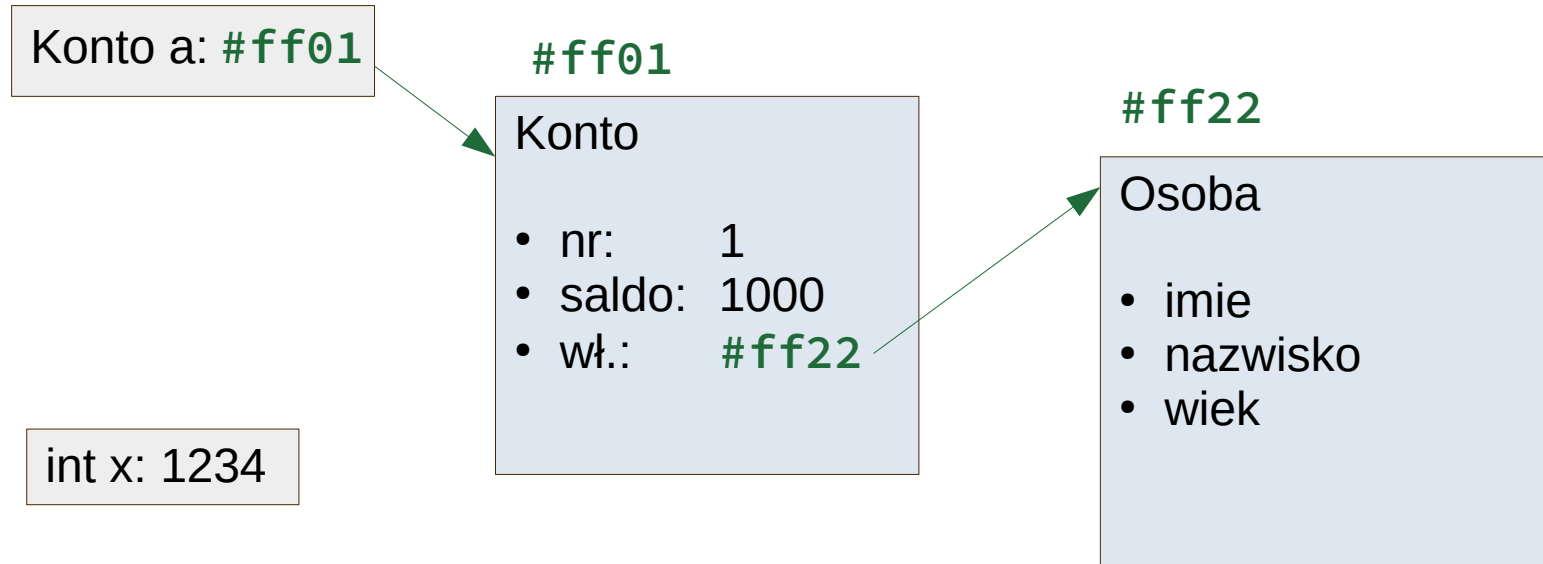 Konto a: #ff01
#ff01
Konto
• nr: 1
• saldo: 1000
• wł.: #ff22
#ff22
Osoba
• imie
• nazwisko
• wiek
int x: 1234